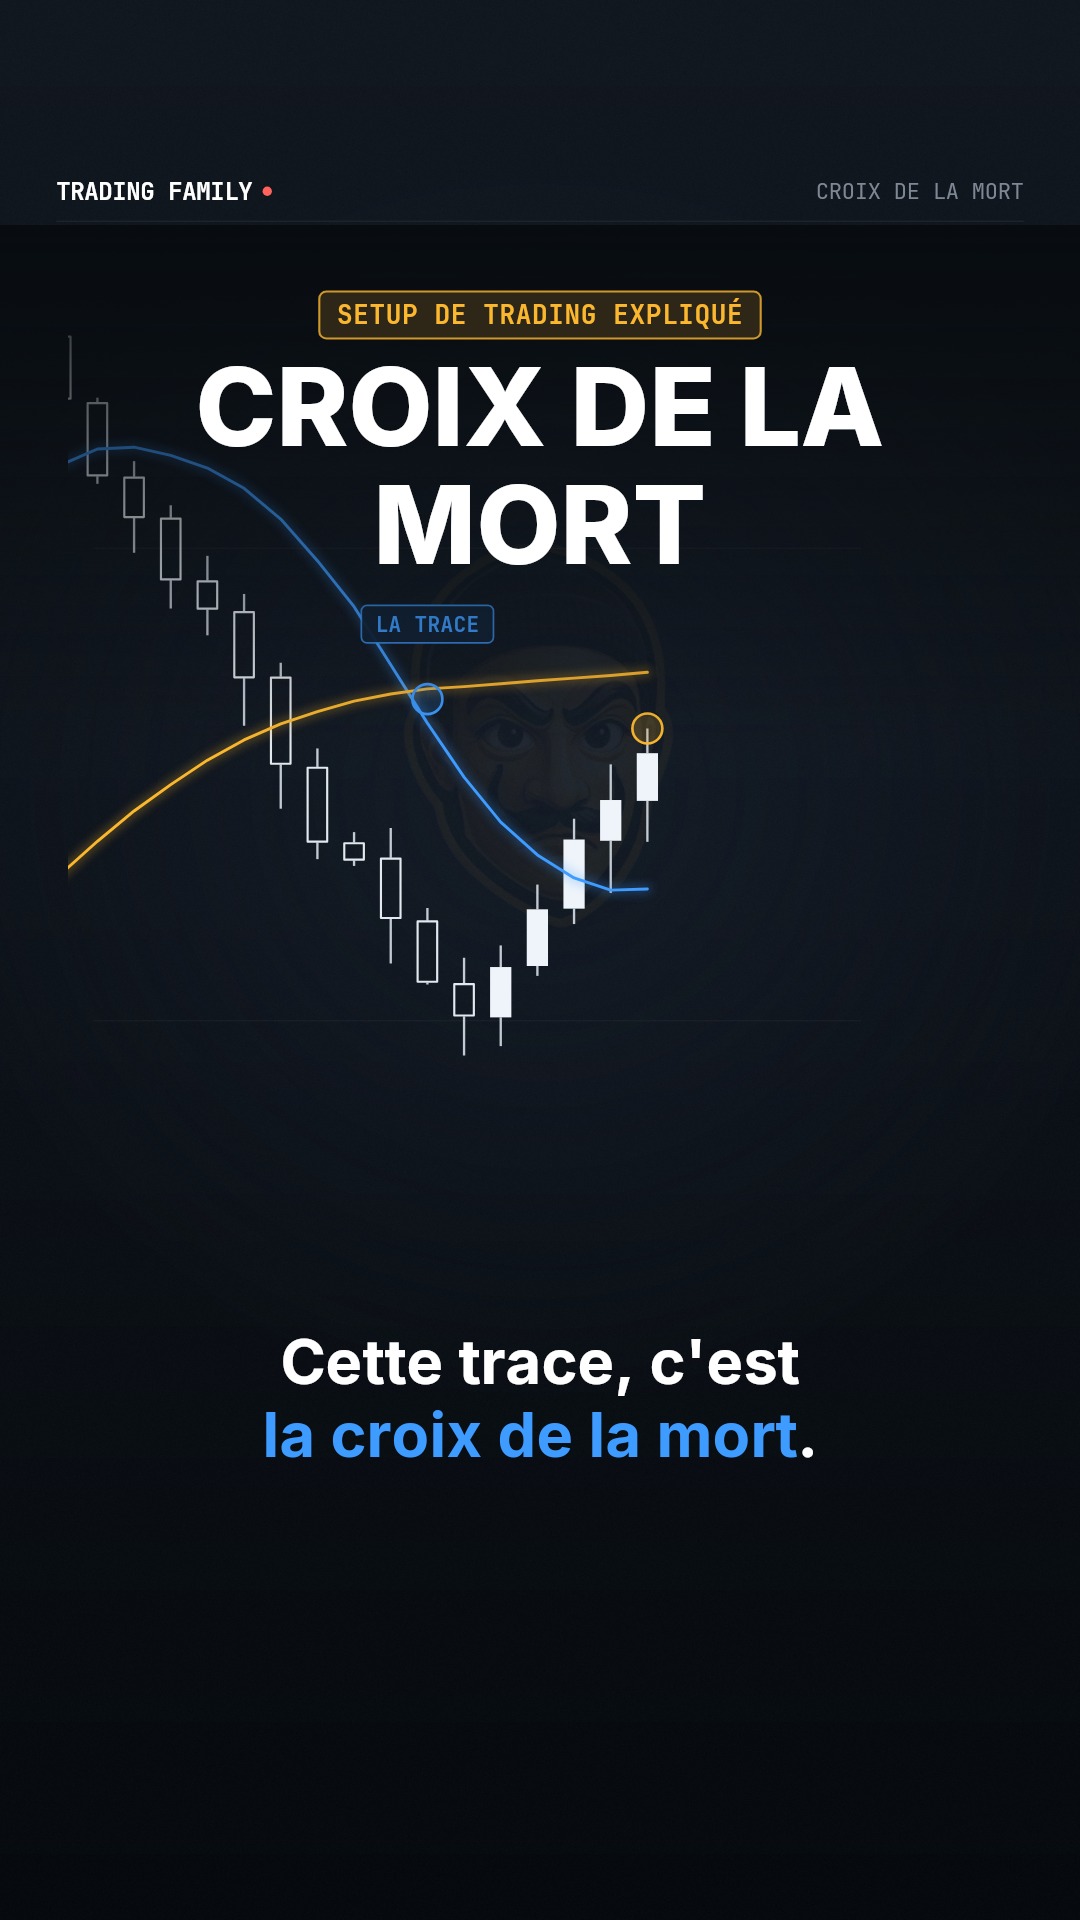 TRADING FAMILY
CROIX DE LA MORT
SETUP DE TRADING EXPLIQUÉ
CROIX DE LA
MORT
LA TRACE
Cette trace, c'est
la croix de la mort.